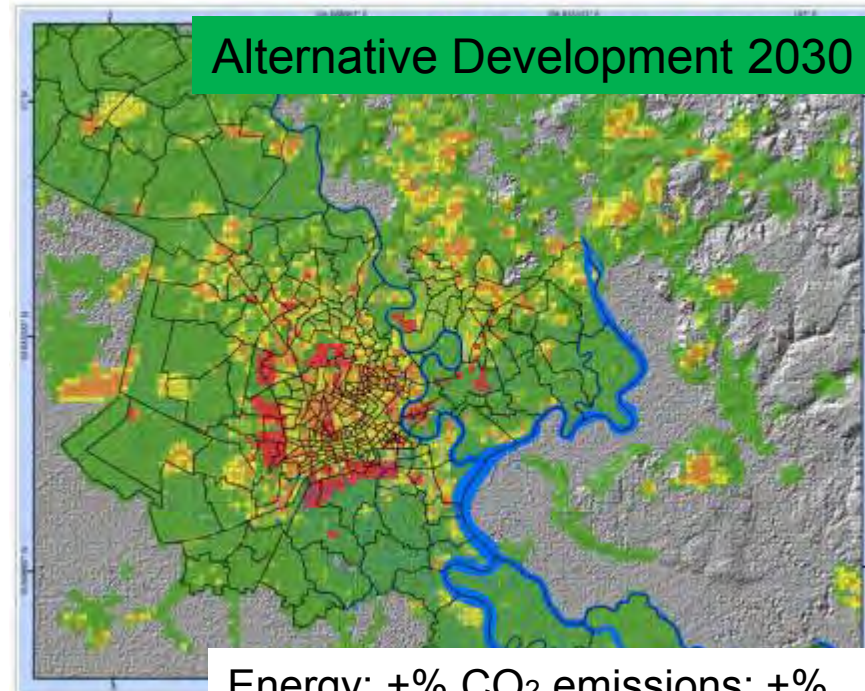 Alternative Development 2030
Energy: +% CO₂ emissions: +%